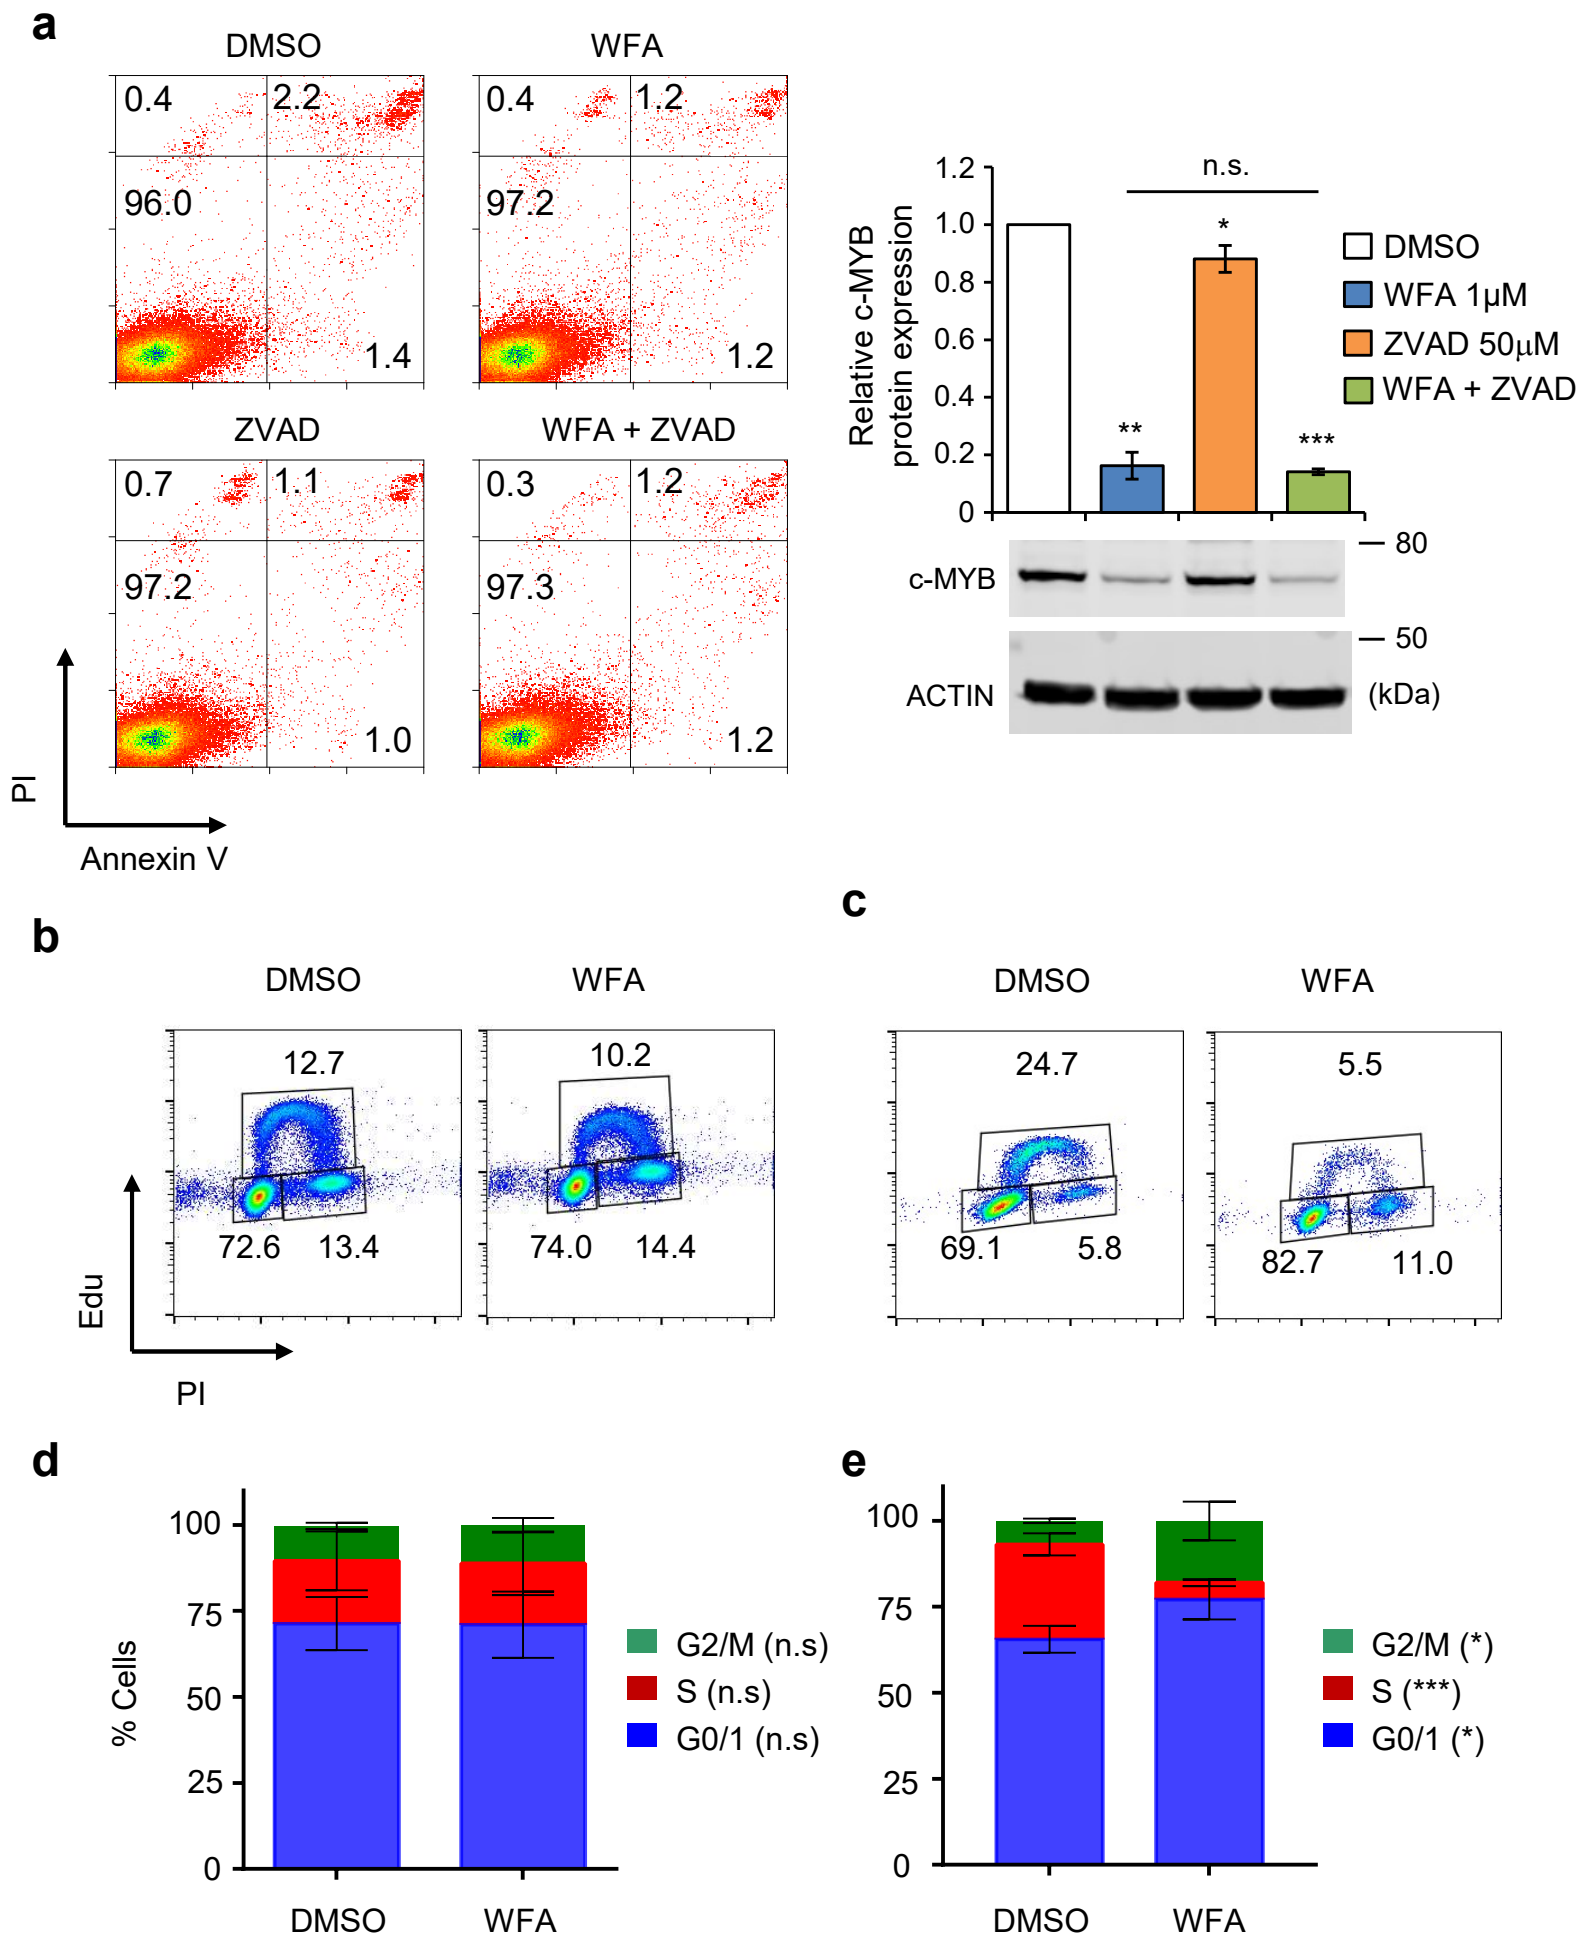 a
DMSO
WFA
0.4
2.2
96.0
1.4
0.4
1.2
97.2
1.2
ZVAD
WFA + ZVAD
0.7
1.1
97.2
1.0
0.3
1.2
97.3
1.2
PI
Annexin V
Relative c-MYB
protein expression
1.2
1.0
0.8
0.6
0.4
0.2
0
n.s.
**
*
***
DMSO
WFA 1µM
ZVAD 50µM
WFA + ZVAD
c-MYB
80
ACTIN
50
(kDa)
b
DMSO
WFA
12.7
72.6
13.4
10.2
74.0
14.4
Edu
PI
c
DMSO
WFA
24.7
69.1
5.8
5.5
82.7
11.0
d
% Cells
100
75
50
25
0
DMSO
WFA
G2/M (n.s)
S (n.s)
G0/1 (n.s)
e
100
75
50
25
0
DMSO
WFA
G2/M (*)
S (***)
G0/1 (*)